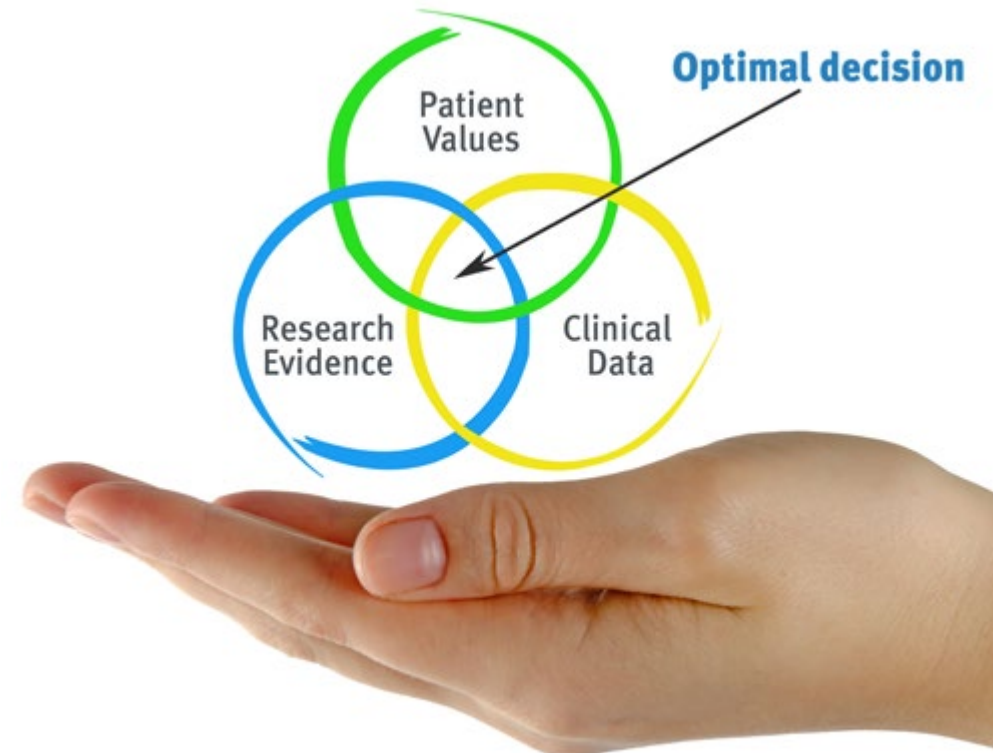 Optimal decision
Patient
Values
Research
Evidence
Clinical
Data